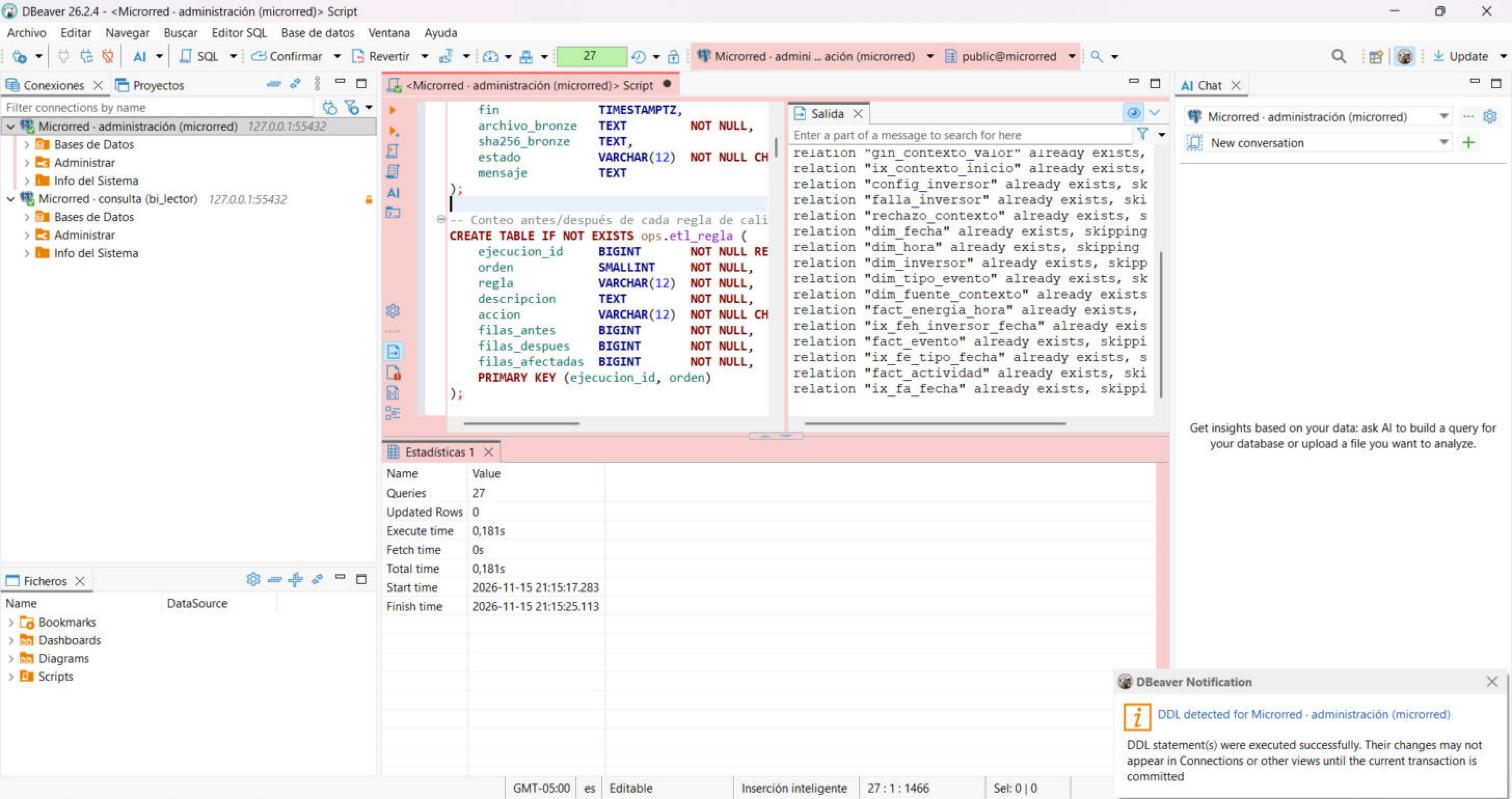 DBeaver 26.2.4 - <Microrred · administración (microrred)> Script
Archivo Editar Navegar Buscar Editor SQL Base de datos Ventana Ayuda
AI SQL Confirmar Revertir 27 Microrred - admini ... ación (microrred) public@microrred Update
Conexiones Proyectos
Filter connections by name
Microrred · administración (microrred) 127.0.0.1:55432
Bases de Datos
Administrar
Info del Sistema
Microrred · consulta (bi_lector) 127.0.0.1:55432
Bases de Datos
Administrar
Info del Sistema
Ficheros
Name DataSource
Bookmarks
Dashboards
Diagrams
Scripts
<Microrred · administración (microrred)> Script
AI
fin TIMESTAMPTZ,
archivo_bronze TEXT NOT NULL,
sha256_bronze TEXT,
estado VARCHAR(12) NOT NULL CH
mensaje TEXT
);
-- Conteo antes/después de cada regla de cali
CREATE TABLE IF NOT EXISTS ops.etl_regla (
ejecucion_id BIGINT NOT NULL RE
orden SMALLINT NOT NULL,
regla VARCHAR(12) NOT NULL,
descripcion TEXT NOT NULL,
accion VARCHAR(12) NOT NULL CH
filas_antes BIGINT NOT NULL,
filas_despues BIGINT NOT NULL,
filas_afectadas BIGINT NOT NULL,
PRIMARY KEY (ejecucion_id, orden)
);
Salida
Enter a part of a message to search for here
relation "gin_contexto_valor" already exists,
relation "ix_contexto_inicio" already exists,
relation "config_inversor" already exists, sk
relation "falla_inversor" already exists, ski
relation "rechazo_contexto" already exists, s
relation "dim_fecha" already exists, skipping
relation "dim_hora" already exists, skipping
relation "dim_inversor" already exists, skipp
relation "dim_tipo_evento" already exists, sk
relation "dim_fuente_contexto" already exists
relation "fact_energia_hora" already exists,
relation "ix_feh_inversor_fecha" already exis
relation "fact_evento" already exists, skippi
relation "ix_fe_tipo_fecha" already exists, s
relation "fact_actividad" already exists, ski
relation "ix_fa_fecha" already exists, skippi
Estadísticas 1
Name Value
Queries 27
Updated Rows 0
Execute time 0,181s
Fetch time 0s
Total time 0,181s
Start time 2026-11-15 21:15:17.283
Finish time 2026-11-15 21:15:25.113
AI Chat
Microrred · administración (microrred)
New conversation
Get insights based on your data: ask AI to build a query for
your database or upload a file you want to analyze.
DBeaver Notification
DDL detected for Microrred · administración (microrred)
DDL statement(s) were executed successfully. Their changes may not
appear in Connections or other views until the current transaction is
committed
GMT-05:00 es Editable Inserción inteligente 27 : 1 : 1466 Sel: 0 | 0